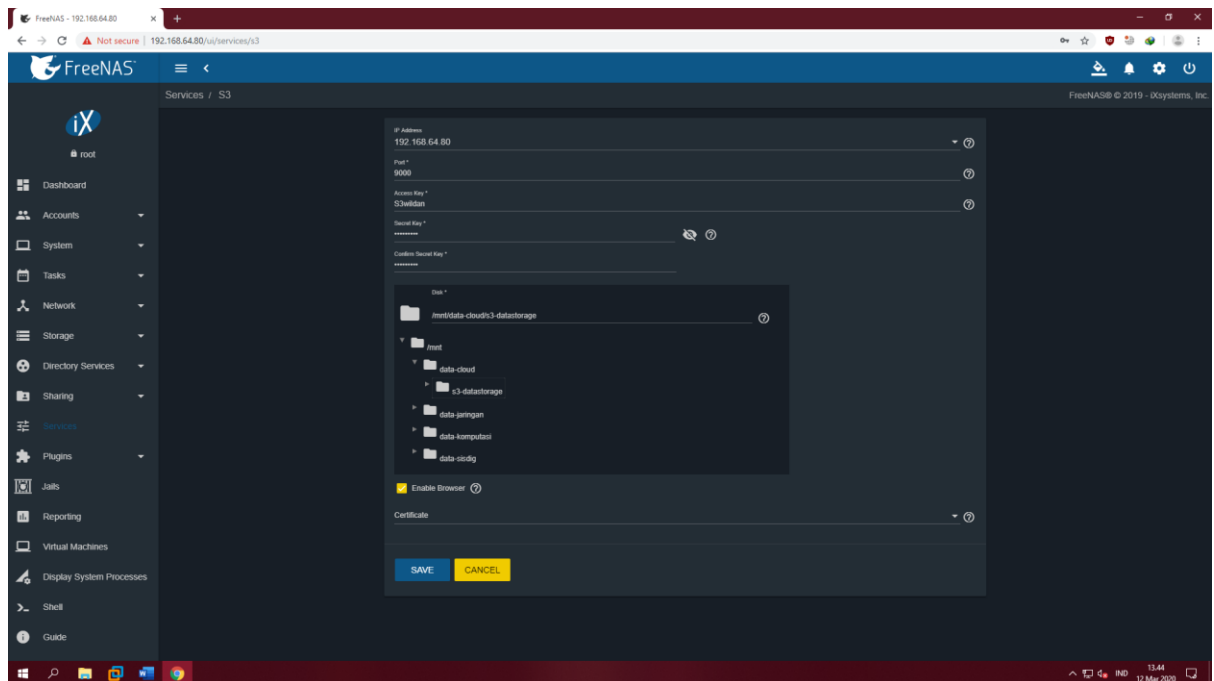 FreeNAS - 192.168.64.80
Not secure | 192.168.64.80/ui/services/s3
FreeNAS®
Services / S3
FreeNAS® © 2019 - iXsystems, Inc.
iX
root
Dashboard
Accounts
System
Tasks
Network
Storage
Directory Services
Sharing
Services
Plugins
Jails
Reporting
Virtual Machines
Display System Processes
Shell
Guide
IP Address
192.168.64.80
Port *
9000
Access Key *
S3wildan
Secret Key *
•••••••••
Confirm Secret Key *
•••••••••
Disk *
/mnt/data-cloud/s3-datastorage
/mnt
data-cloud
s3-datastorage
data-jaringan
data-komputasi
data-sisdig
Enable Browser
Certificate
SAVE
CANCEL
IND
13.44
12 Mar 2020